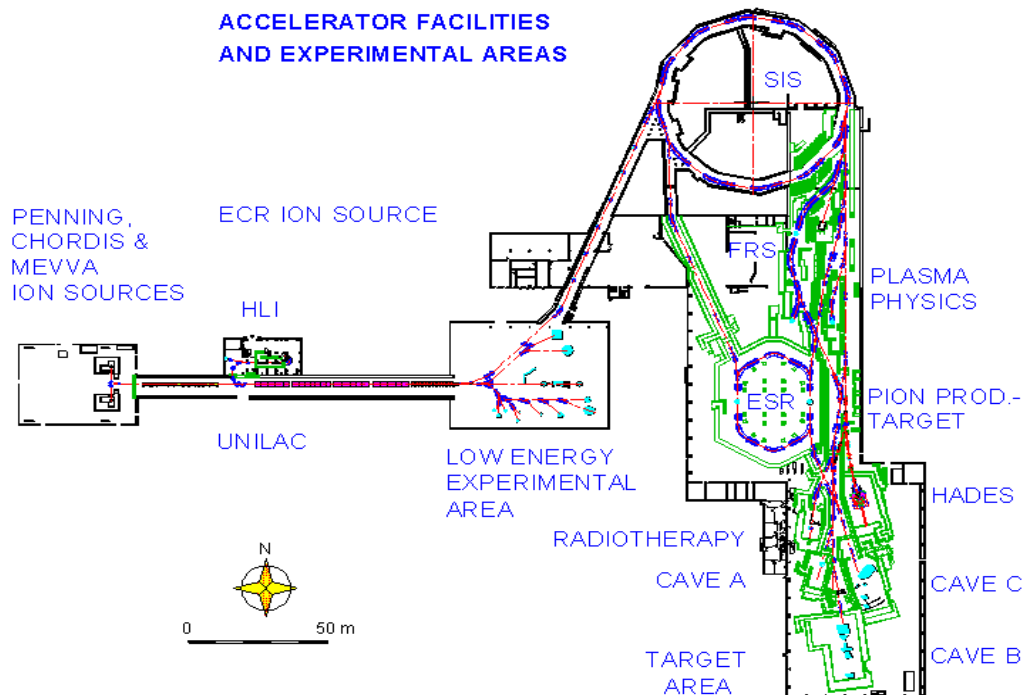 ACCELERATOR FACILITIES
AND EXPERIMENTAL AREAS
SIS
PENNING,
CHORDIS &
MEVVA
ION SOURCES
ECR ION SOURCE
FRS
PLASMA
PHYSICS
HLI
ESR
PION PROD.-
TARGET
UNILAC
LOW ENERGY
EXPERIMENTAL
AREA
HADES
RADIOTHERAPY
CAVE A
CAVE C
N
0 50 m
TARGET
AREA
CAVE B